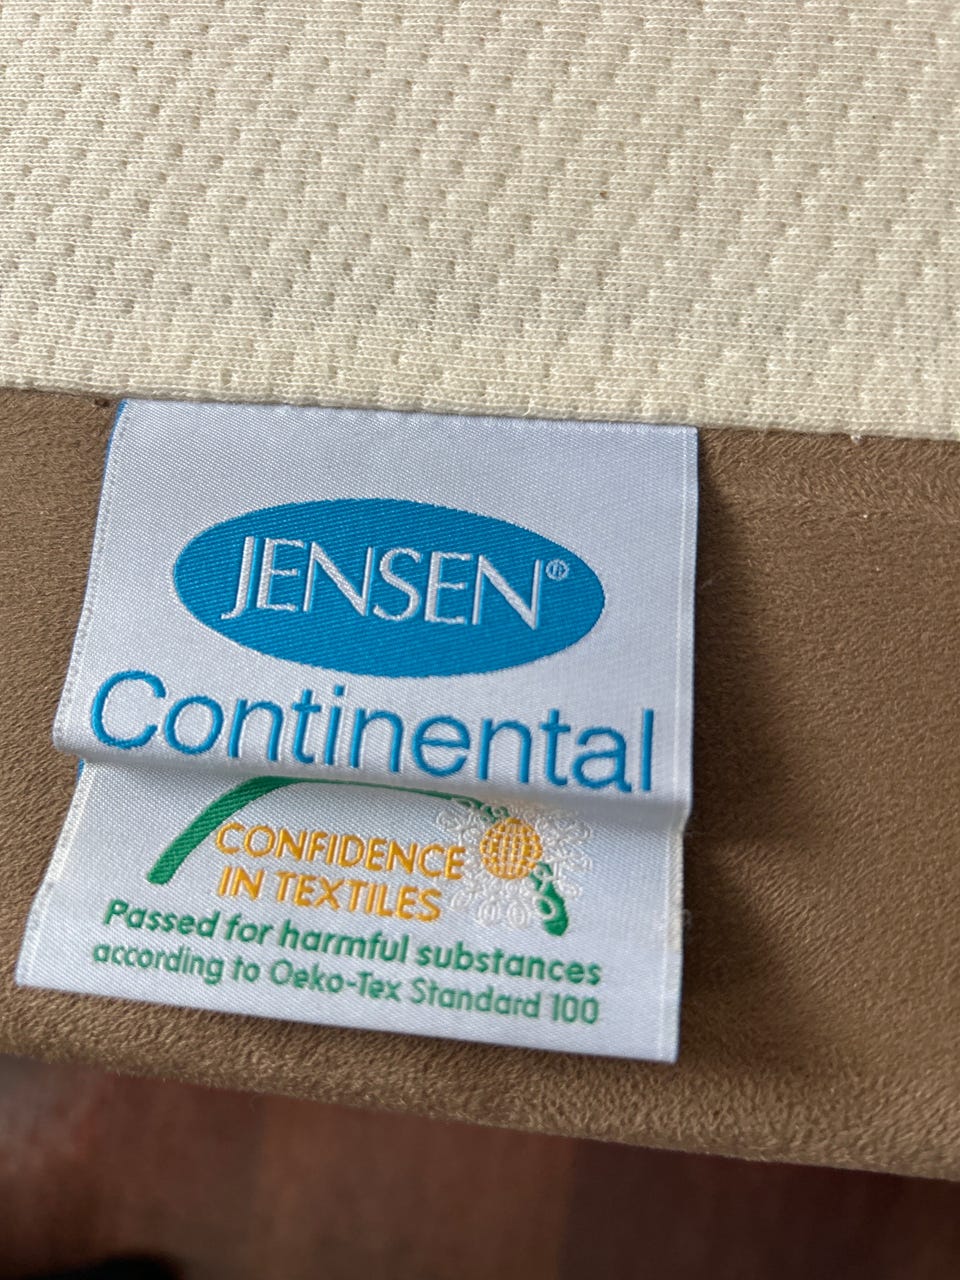 JENSEN®
Continental
CONFIDENCE
IN TEXTILES
Passed for harmful substances
according to Oeko-Tex Standard 100